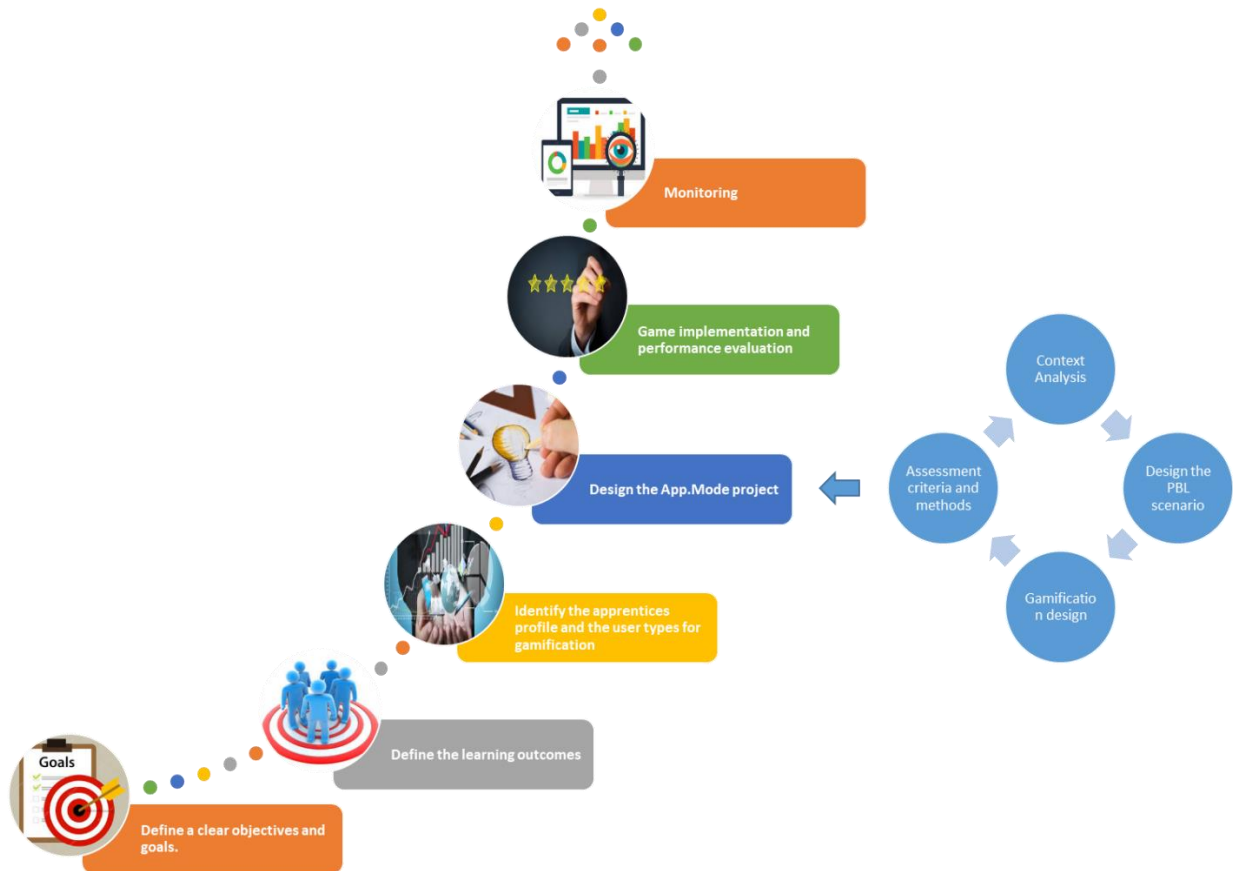 Monitoring
Game implementation and
performance evaluation
Context
Analysis
Assessment
criteria and
methods
Design the
PBL
scenario
Design the App.Mode project
Gamificatio
n design
Identify the apprentices
profile and the user types for
gamification
Define the learning outcomes
Goals
Define a clear objectives and
goals.